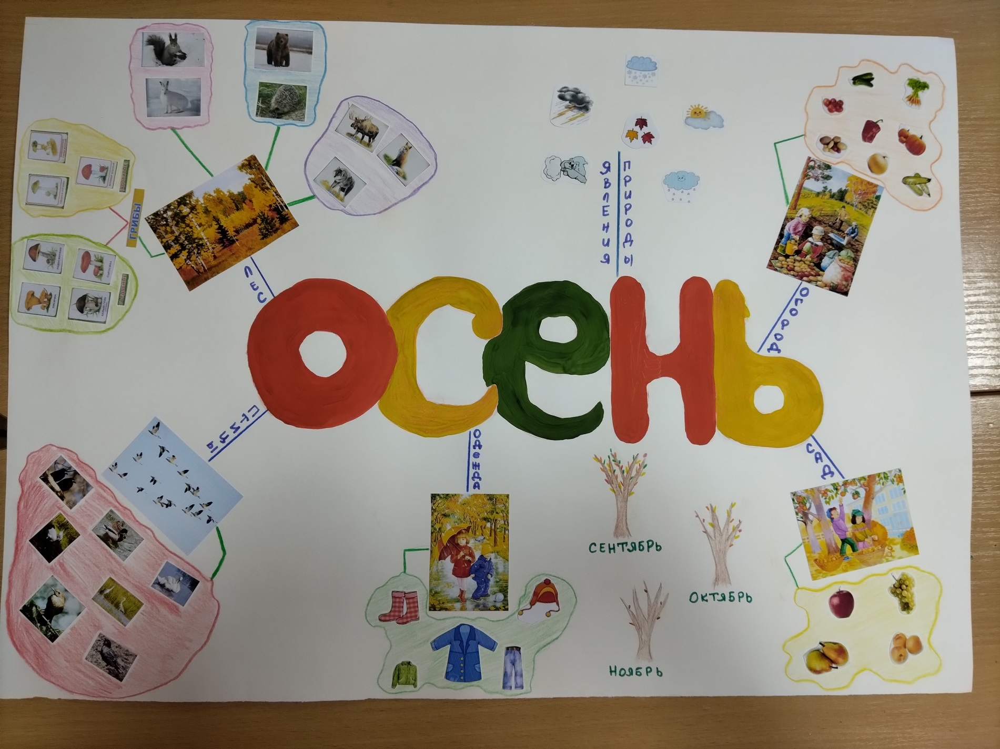 ЯВЛЕНИЯ
ПРИРОДЫ
ГРИБЫ
ЛЕС
ОСЕНЬ
ОГОРОД
ПТИЦЫ
ОДЕЖДА
САД
СЕНТЯБРЬ
ОКТЯБРЬ
НОЯБРЬ